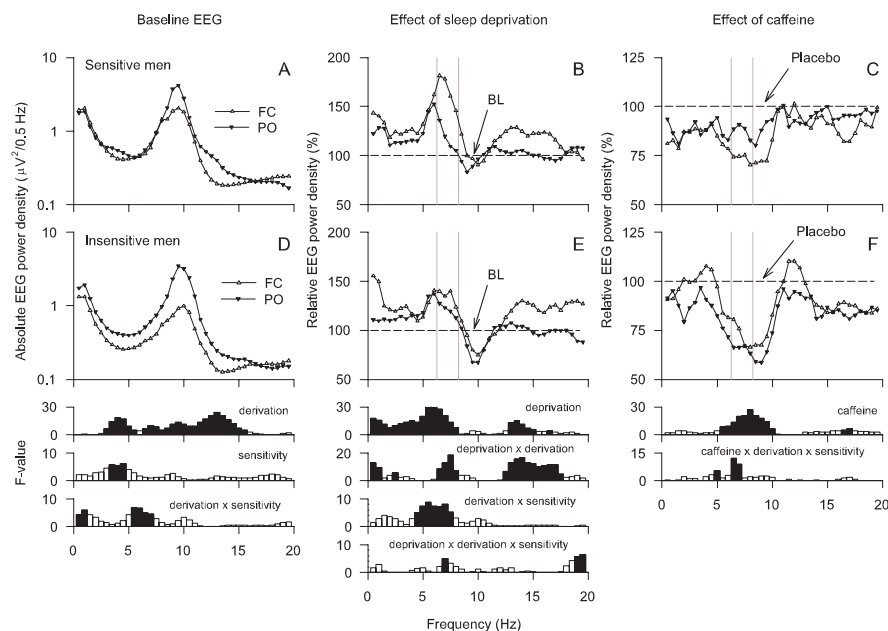 Baseline EEG
Effect of sleep deprivation
Effect of caffeine
Absolute EEG power density (μV²/0,5 Hz)
10
1
0.1
Sensitive men
A
FC
PO
Relative EEG power density (%)
200
150
100
50
B
BL
Relative EEG power density (%)
125
100
75
50
Placebo
C
10
1
0.1
Insensitive men
D
FC
PO
200
150
100
50
E
BL
125
100
75
50
Placebo
F
F-value
30
0
derivation
10
5
0
sensitivity
10
5
0
derivation x sensitivity
0 5 10 15 20
30
15
0
deprivation
20
10
0
deprivation x derivation
10
5
0
derivation x sensitivity
10
0
deprivation x derivation x sensitivity
0 5 10 15 20
30
0
caffeine
15
0
caffeine x derivation x sensitivity
0 5 10 15 20
Frequency (Hz)